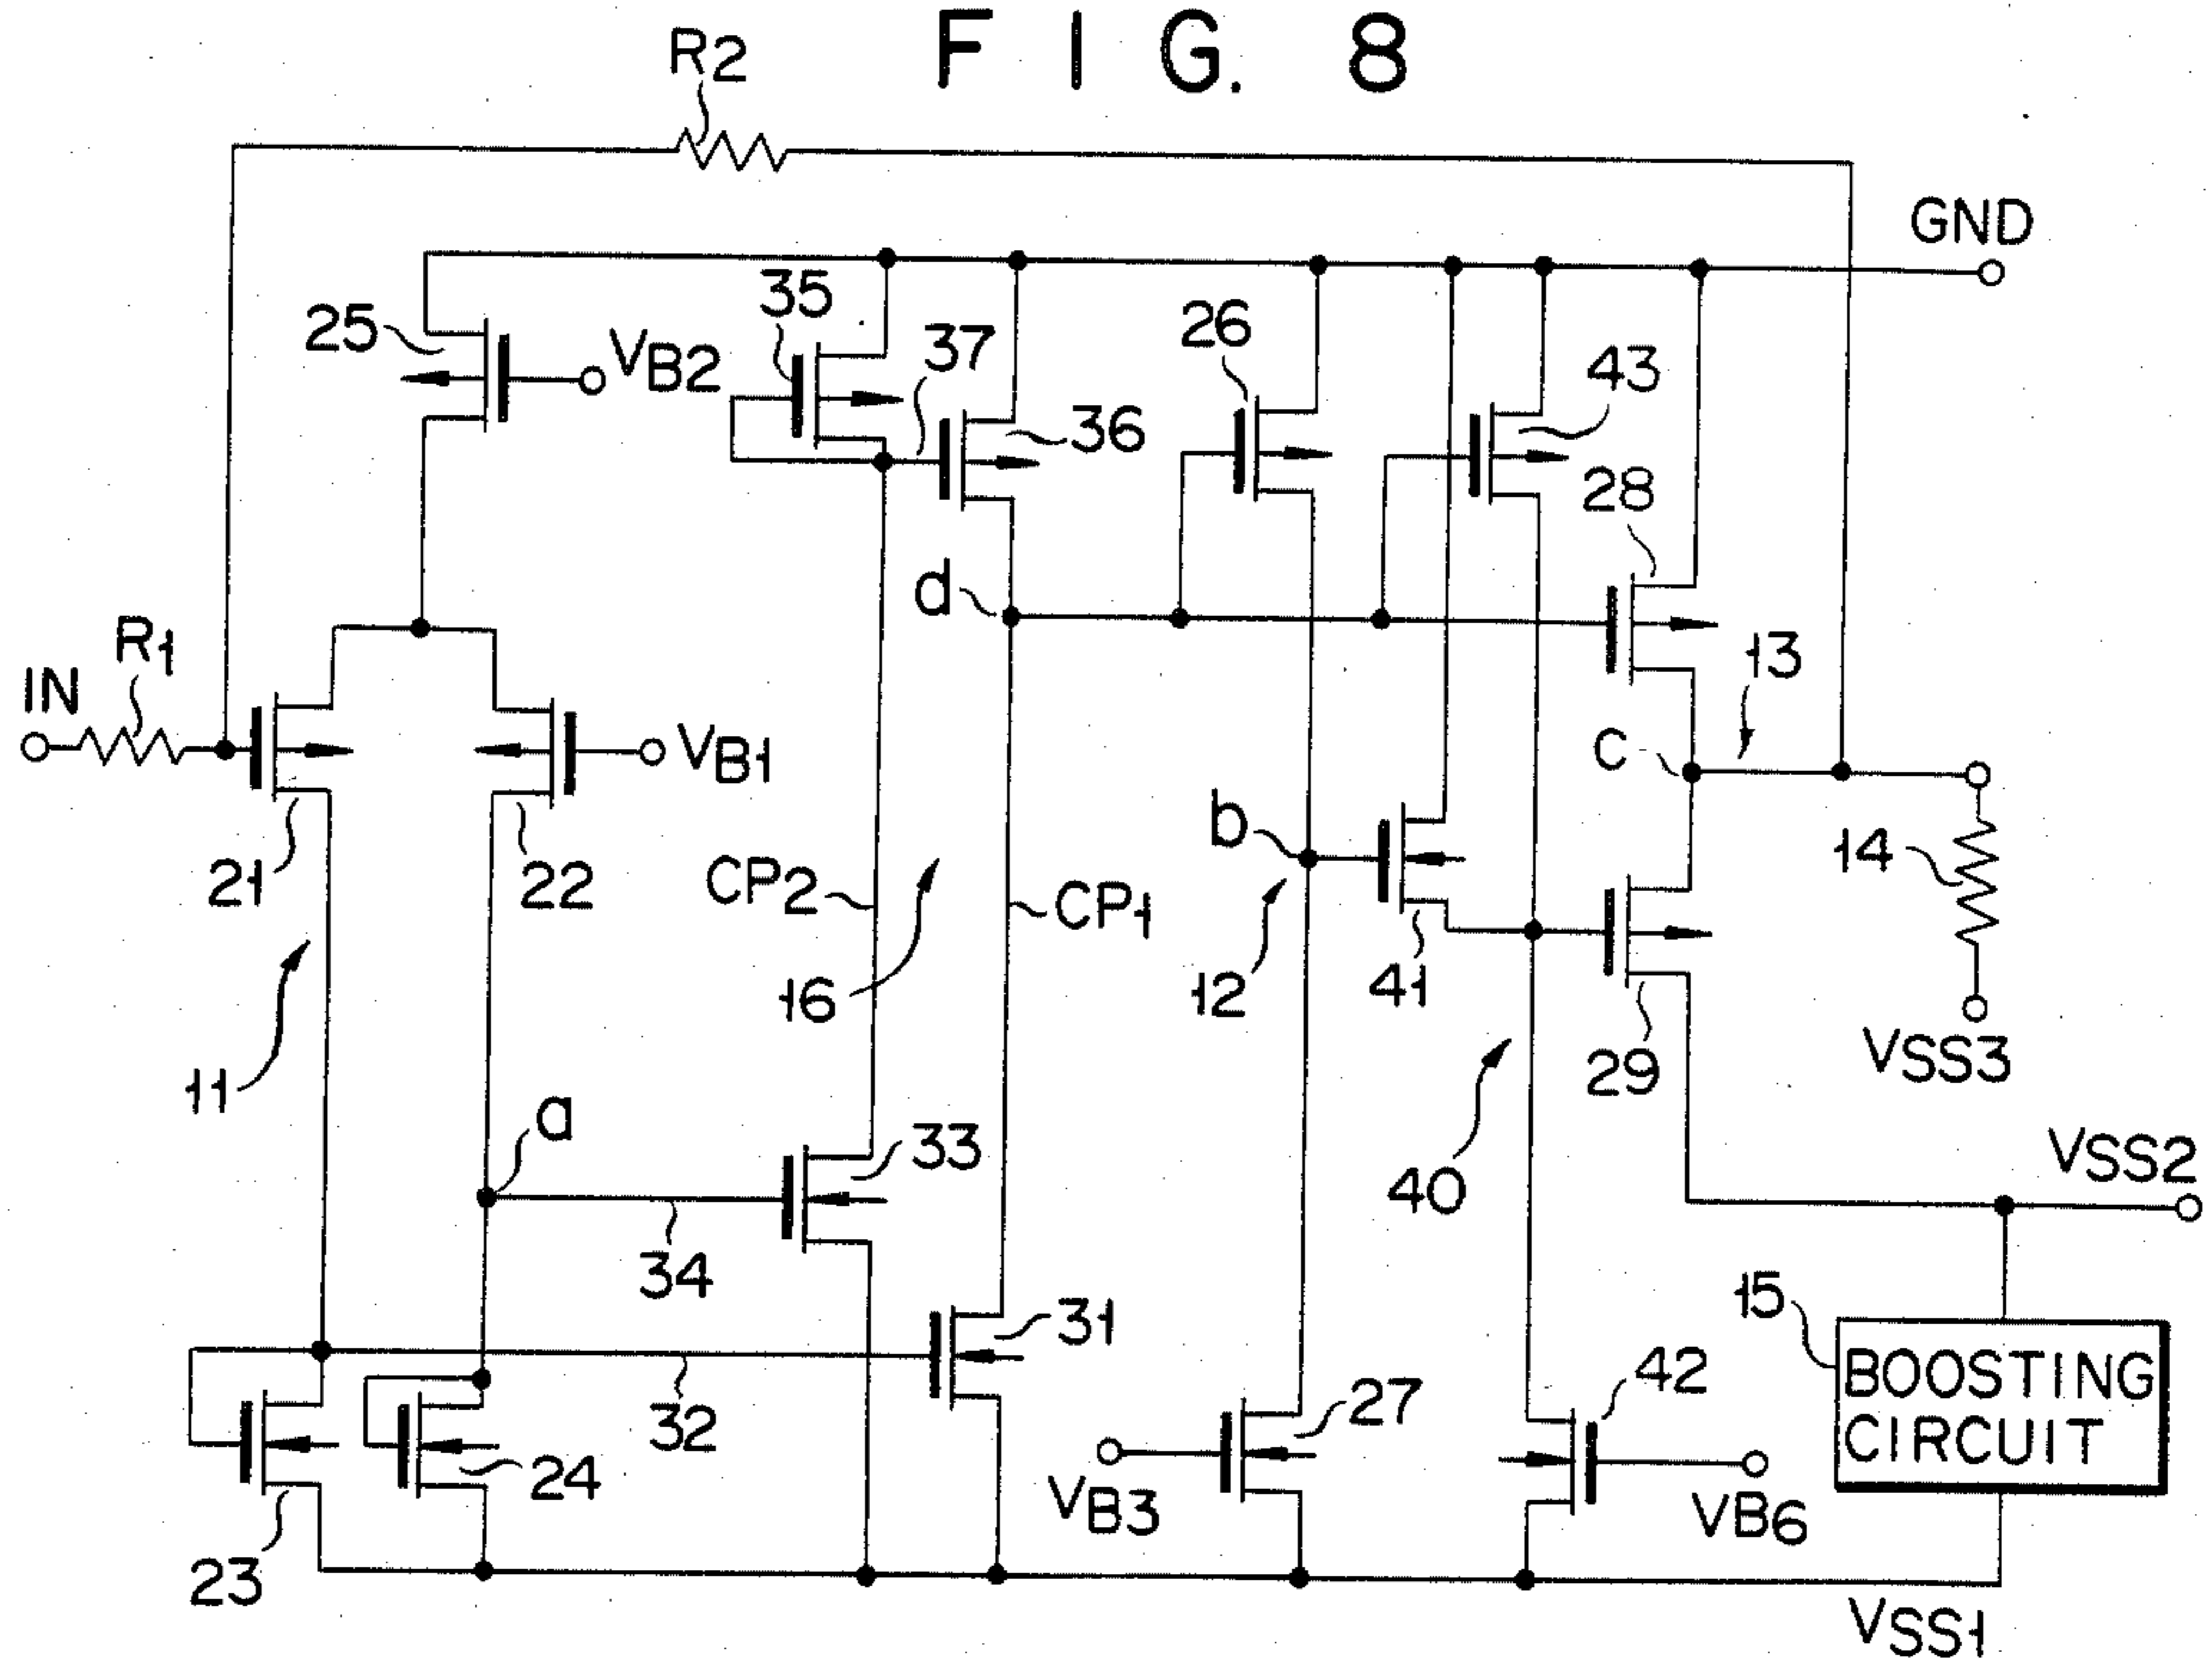 FIG. 8
R2
GND
35
25
VB2
37
26
43
36
28
d
R1
IN
13
VB1
C
b
14
21
22
CP2
CP1
16
12
41
VSS3
29
11
a
33
40
VSS2
34
31
15
BOOSTING
CIRCUIT
32
24
27
42
VB3
VB6
23
VSS1